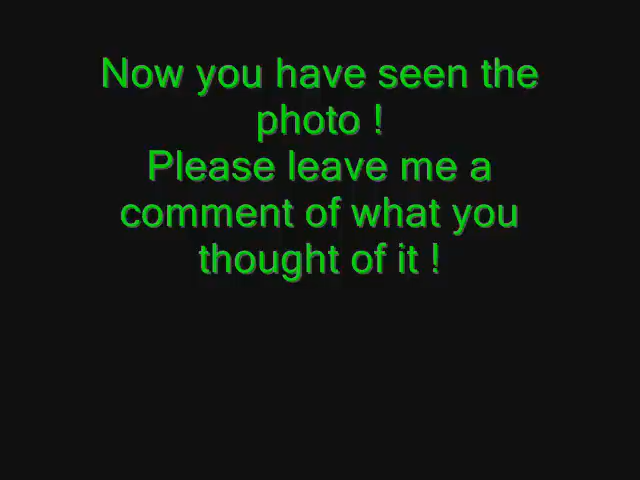 Now you have seen the
photo !
Please leave me a
comment of what you
thought of it !